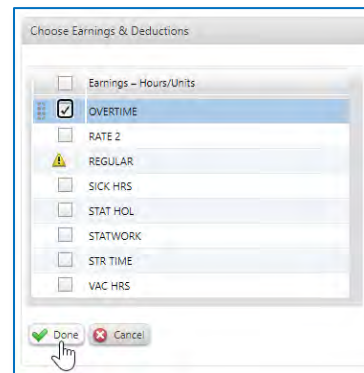 Choose Earnings & Deductions
Earnings – Hours/Units
OVERTIME
RATE 2
REGULAR
SICK HRS
STAT HOL
STATWORK
STR TIME
VAC HRS
Done Cancel